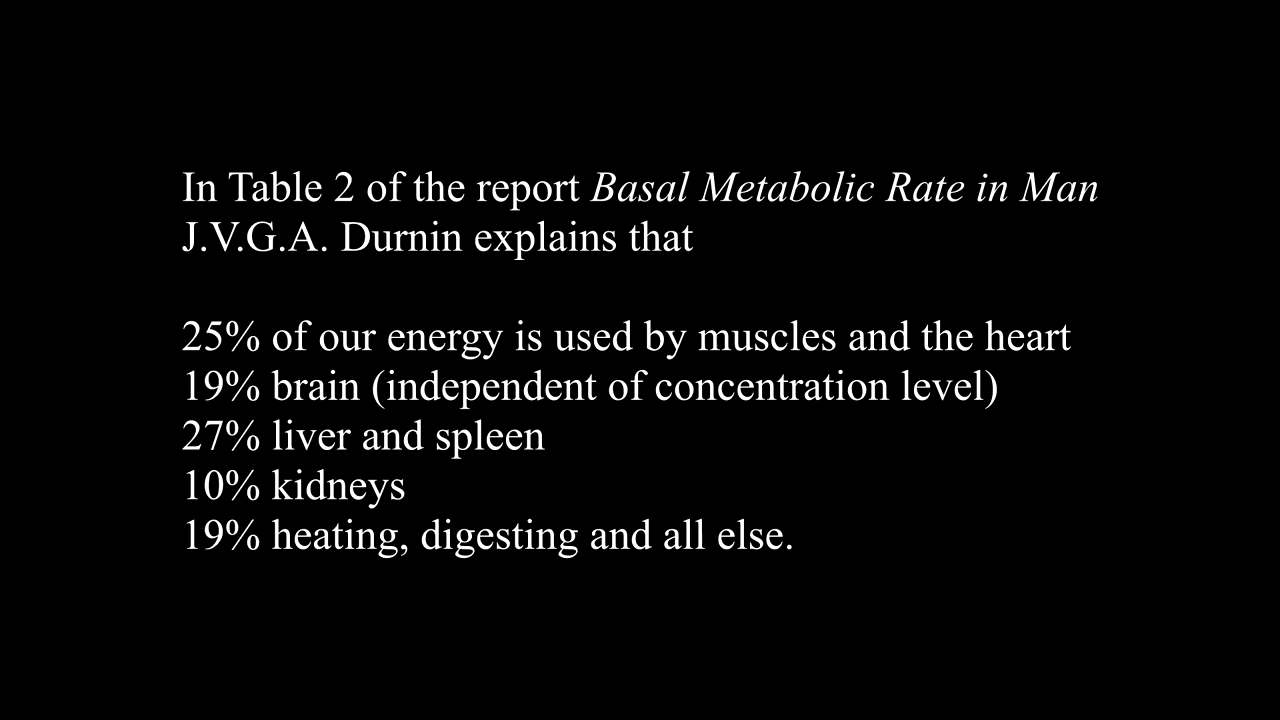 In Table 2 of the report Basal Metabolic Rate in Man
J.V.G.A. Durnin explains that
25% of our energy is used by muscles and the heart
19% brain (independent of concentration level)
27% liver and spleen
10% kidneys
19% heating, digesting and all else.